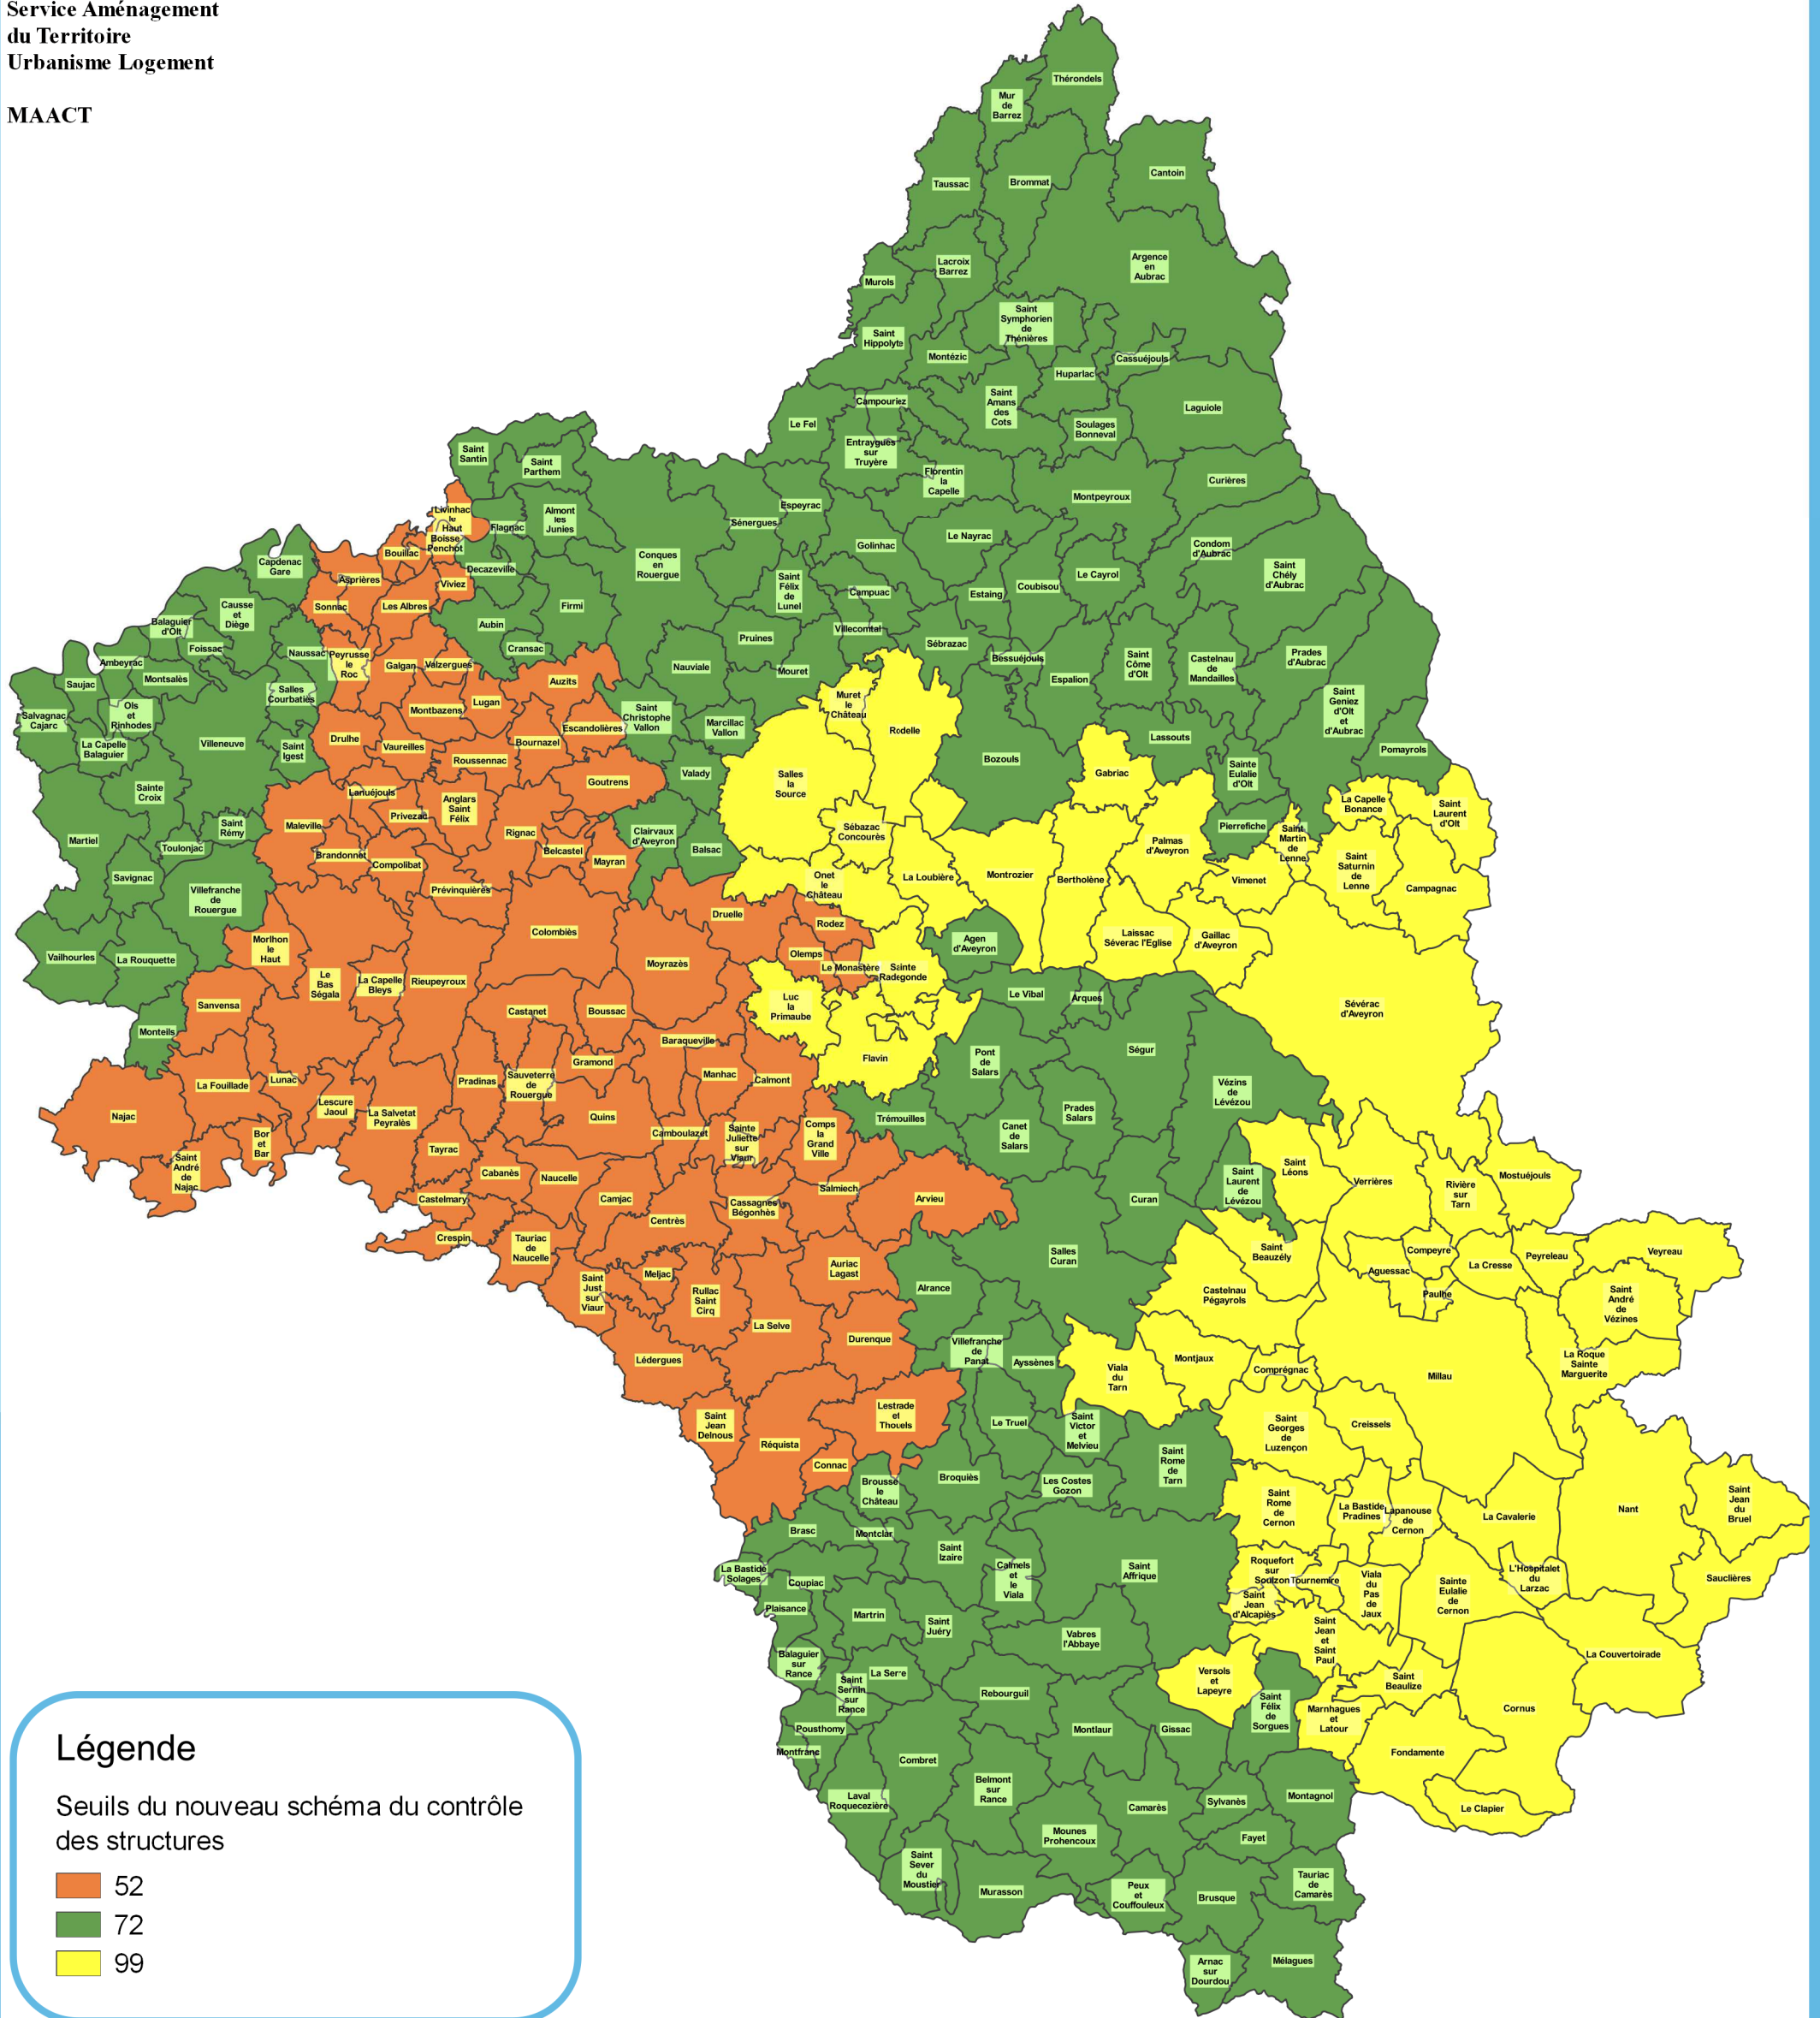 Service Aménagement
du Territoire
Urbanisme Logement
MAACT
Thérondels
Mur
de
Barrez
Cantoin
Taussac
Brommat
Lacroix
Barrez
Argence
en
Aubrac
Murols
Saint
Symphorien
de
Thénières
Saint
Hippolyte
Montézic
Cassuéjouls
Huparlac
Campouriez
Saint
Amans
des
Cots
Laguiole
Le Fel
Soulages
Bonneval
Entraygues
sur
Truyère
Florentin
la
Capelle
Curières
Montpeyroux
Saint
Santin
Saint
Parthem
Espeyrac
Sénergues
Livinhac
le
Haut
Almont
les
Junies
Flagnac
Boisse
Penchot
Golinhac
Le Nayrac
Condom
d'Aubrac
Saint
Chély
d'Aubrac
Bouillac
Capdenac
Gare
Conques
en
Rouergue
Decazeville
Asprières
Viviez
Le Cayrol
Coubisou
Estaing
Campuac
Saint
Félix
de
Lunel
Sonnac
Les Albres
Firmi
Causse
et
Diège
Aubin
Balaguier
d'Olt
Villecomtal
Pruines
Sébrazac
Cransac
Foissac
Naussac
Ambeyrac
Peyrusse
le
Roc
Galgan
Valzergues
Nauviale
Mouret
Bessuéjouls
Saint
Côme
d'Olt
Castelnau
de
Mandailles
Prades
d'Aubrac
Espalion
Montsalès
Saujac
Auzits
Salles
Courbatiès
Lugan
Montbazens
Muret
le
Château
Saint
Geniez
d'Olt
et
d'Aubrac
Salvagnac
Cajarc
Ols
et
Rinhodes
Saint
Christophe
Vallon
Marcillac
Vallon
Escandolières
Rodelle
Lassouts
Drulhe
Vaureilles
Bournazel
Villeneuve
La Capelle
Balaguier
Saint
Igest
Roussennac
Pomayrols
Bozouls
Valady
Gabriac
Sainte
Eulalie
d'Olt
Salles
la
Source
Goutrens
Sainte
Croix
Lanuéjouls
Anglars
Saint
Félix
Privezac
La Capelle
Bonance
Saint
Laurent
d'Olt
Maleville
Saint
Rémy
Rignac
Clairvaux
d'Aveyron
Sébazac
Concourès
Pierrefiche
Martiel
Toulonjac
Balsac
Palmas
d'Aveyron
Saint
Martin
de
Lenne
Brandonnet
Compolibat
Belcastel
Mayran
Saint
Saturnin
de
Lenne
Savignac
Prévinquières
Onet
le
Château
La Loubière
Montrozier
Bertholène
Vimenet
Campagnac
Villefranche
de
Rouergue
Druelle
Rodez
Colombiès
Laissac
Séverac l'Eglise
Gaillac
d'Aveyron
Agen
d'Aveyron
Morlhon
le
Haut
Vailhourles
La Rouquette
Olemps
Moyrazès
Le Monastère
Sainte
Radegonde
Le
Bas
Ségala
La Capelle
Bleys
Rieupeyroux
Le Vibal
Arques
Luc
la
Primaube
Sanvensa
Castanet
Boussac
Sévérac
d'Aveyron
Monteils
Baraqueville
Ségur
Flavin
Pont
de
Salars
Gramond
Manhac
Calmont
La Fouillade
Lunac
Pradinas
Sauveterre
de
Rouergue
Vézins
de
Lévézou
Najac
Lescure
Jaoul
La Salvetat
Peyralès
Quins
Trémouilles
Prades
Salars
Canet
de
Salars
Bor
et
Bar
Camboulazet
Sainte
Juliette
sur
Viaur
Comps
la
Grand
Ville
Tayrac
Saint
André
de
Najac
Cabanès
Naucelle
Saint
Léons
Verrières
Mostuéjouls
Saint
Laurent
de
Lévézou
Rivière
sur
Tarn
Salmiech
Arvieu
Curan
Castelmary
Camjac
Cassagnes
Bégonhès
Centrès
Crespin
Tauriac
de
Naucelle
Salles
Curan
Saint
Beauzély
Compeyre
Peyreleau
Veyreau
La Cresse
Aguessac
Auriac
Lagast
Meljac
Saint
Just
sur
Viaur
Rullac
Saint
Cirq
Alrance
Castelnau
Pégayrols
Paulhe
Saint
André
de
Vézines
La Selve
Durenque
Villefranche
de
Panat
Ayssènes
Lédergues
Viala
du
Tarn
Montjaux
Comprégnac
Millau
La Roque
Sainte
Marguerite
Saint
Jean
Delnous
Lestrade
et
Thouels
Le Truel
Saint
Victor
et
Melvieu
Saint
Georges
de
Luzençon
Creissels
Réquista
Connac
Saint
Rome
de
Tarn
Brousse
le
Château
Broquiès
Les Costes
Gozon
Saint
Rome
de
Cernon
La Bastide
Pradines
Lapanouse
de
Cernon
La Cavalerie
Nant
Saint
Jean
du
Bruel
Brasc
Montclar
Saint
Izaire
Calmels
et
le
Viala
Saint
Affrique
Roquefort
sur
Soulzon
Tournemire
Viala
du
Pas
de
Jaux
Sainte
Eulalie
de
Cernon
L'Hospitalet
du
Larzac
Sauclières
La Bastide
Solages
Coupiac
Plaisance
Martrin
Saint
Juéry
Saint
Jean
d'Alcapiès
Saint
Jean
et
Saint
Paul
Vabres
l'Abbaye
La Couvertoirade
Balaguier
sur
Rance
La Serre
Saint
Sernin
sur
Rance
Rebourguil
Versols
et
Lapeyre
Saint
Beaulize
Saint
Félix
de
Sorgues
Marnhagues
et
Latour
Cornus
Pousthomy
Montlaur
Gissac
Montfranc
Combret
Fondamente
Belmont
sur
Rance
Laval
Roquecezière
Camarès
Sylvanès
Montagnol
Le Clapier
Mounes
Prohencoux
Fayet
Saint
Sever
du
Moustier
Murasson
Peux
et
Couffouleux
Brusque
Tauriac
de
Camarès
Arnac
sur
Dourdou
Mélagues
Légende
Seuils du nouveau schéma du contrôle
des structures
52
72
99